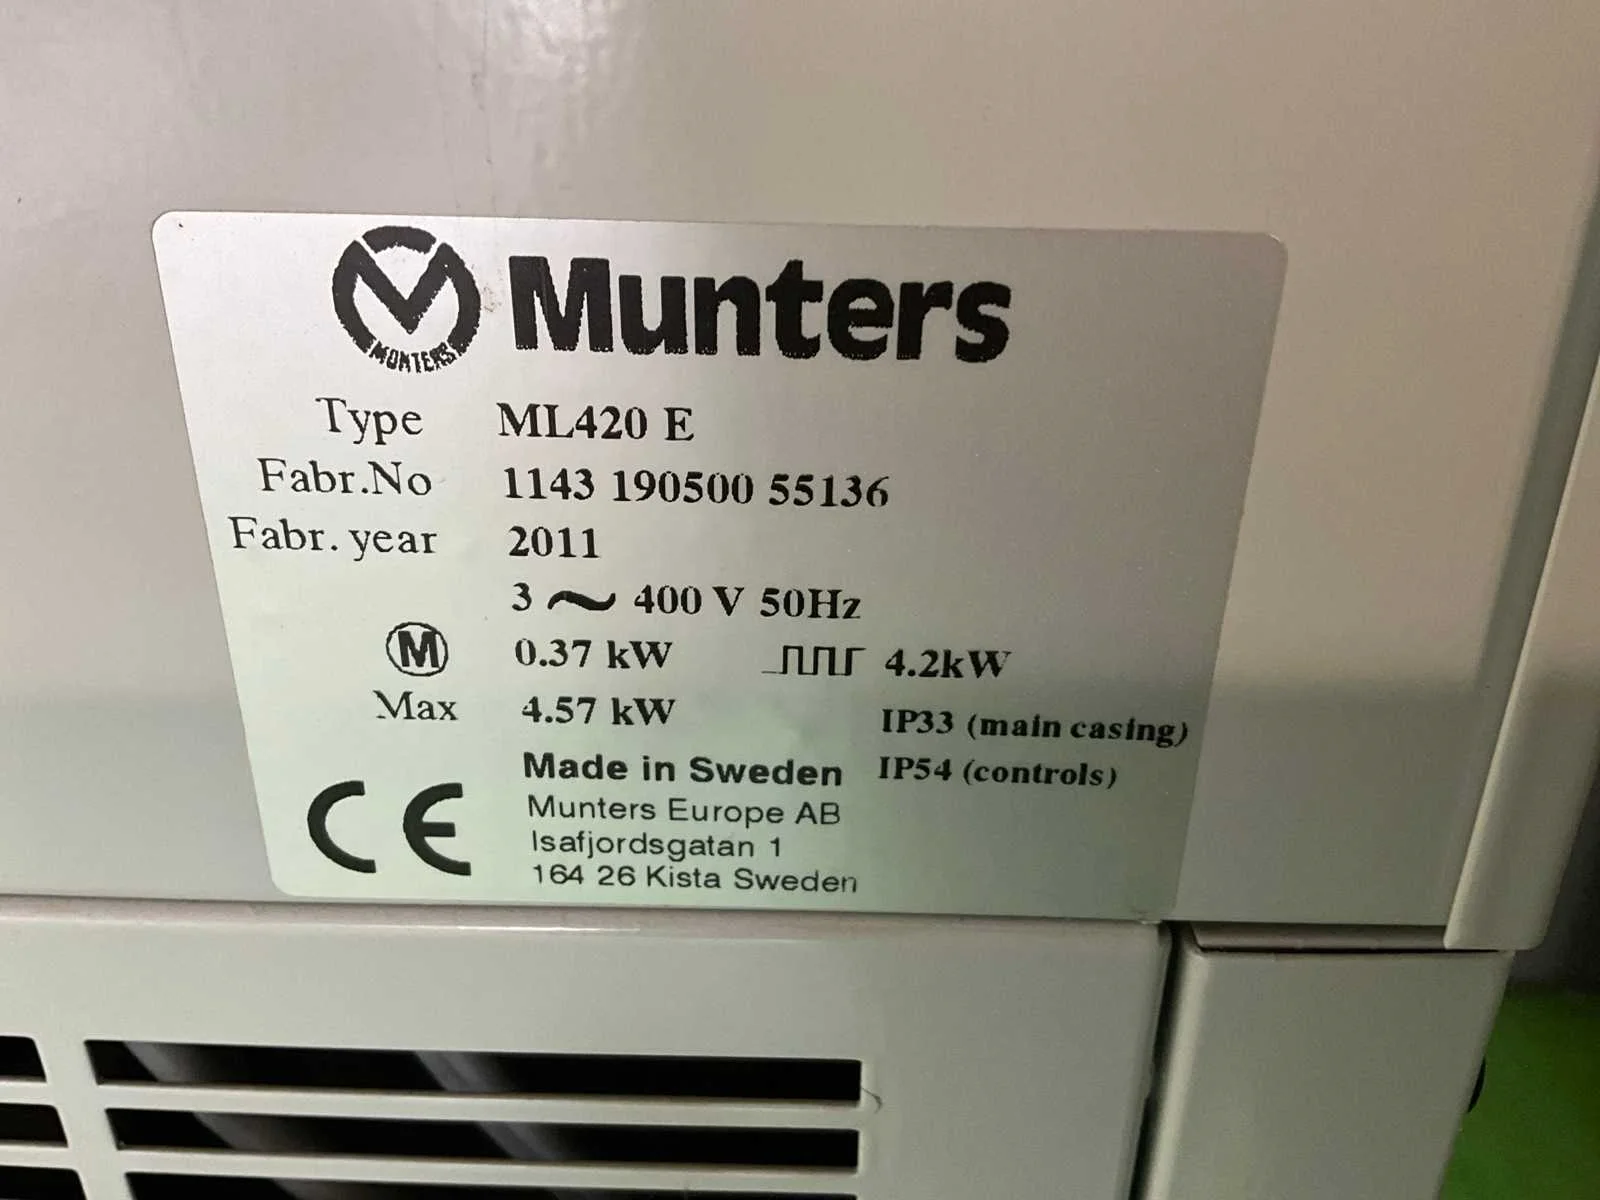 MUNTERS
Munters
Type ML420 E
Fabr.No 1143 190500 55136
Fabr. year 2011
3 ~ 400 V 50Hz
M 0.37 kW 4.2kW
Max 4.57 kW
IP33 (main casing)
Made in Sweden IP54 (controls)
CE Munters Europe AB
Isafjordsgatan 1
164 26 Kista Sweden